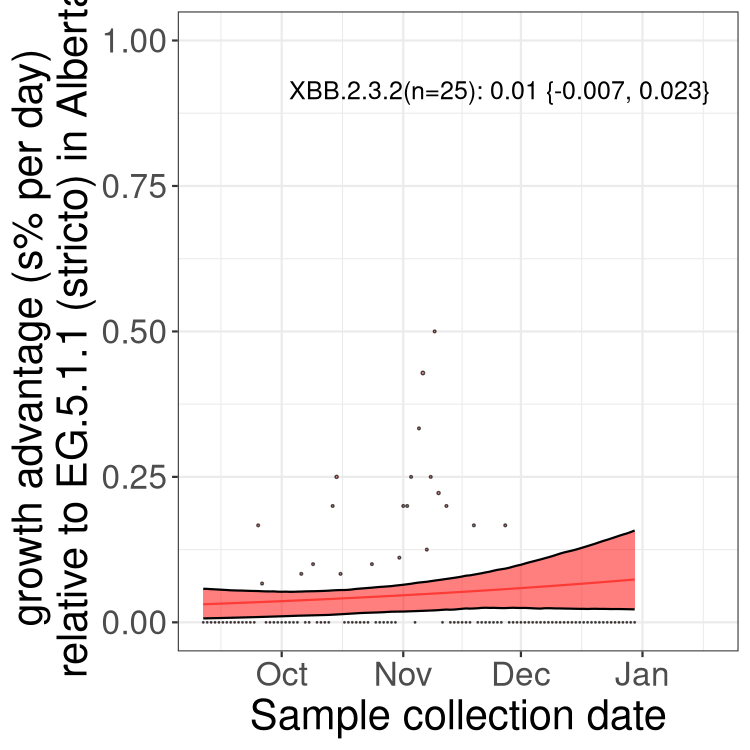 growth advantage (s% per day)
relative to EG.5.1.1 (stricto) in Alberta
1.00
0.75
0.50
0.25
0.00
XBB.2.3.2(n=25): 0.01 {-0.007, 0.023}
Oct Nov Dec Jan
Sample collection date